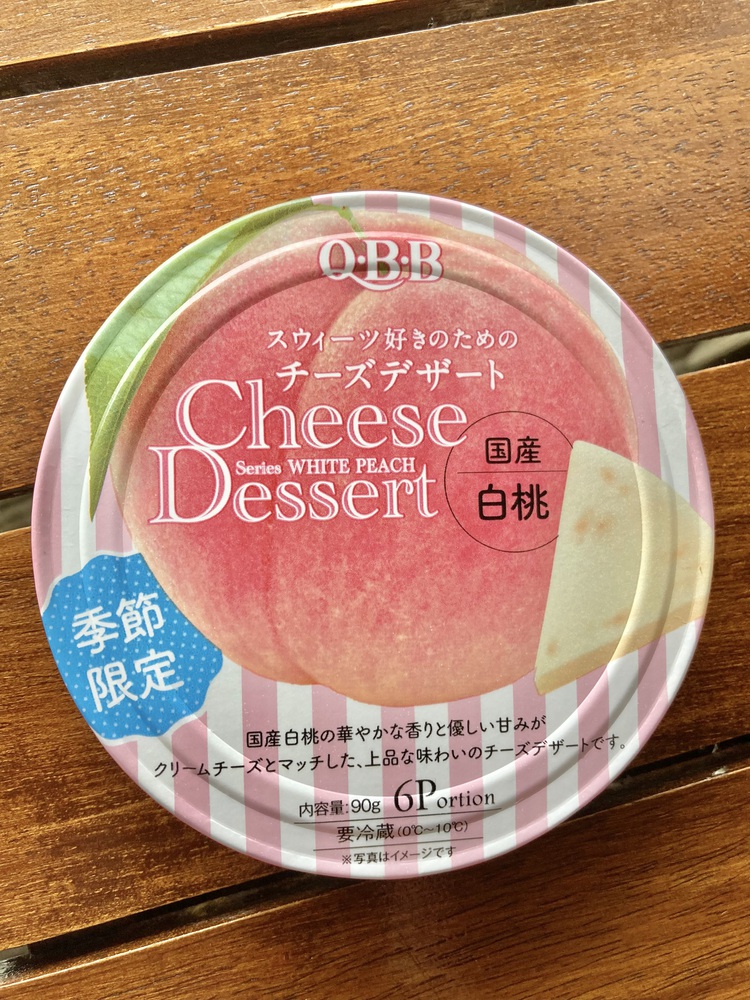 Q·B·B
スウィーツ好きのための
チーズデザート
Cheese
Series WHITE PEACH
Dessert
国産
白桃
季節
限定
国産白桃の華やかな香りと優しい甘みが
クリームチーズとマッチした、上品な味わいのチーズデザートです。
内容量:90g 6Portion
要冷蔵(0℃~10℃)
※写真はイメージです